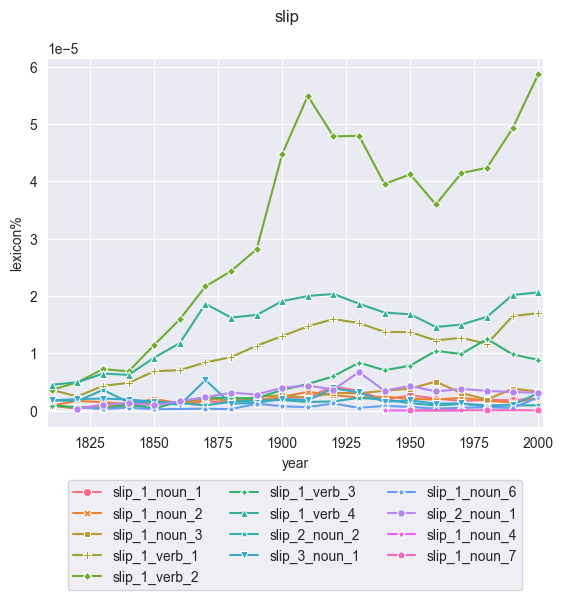 slip
1e−5
6
5
4
3
2
1
0
lexicon%
1825 1850 1875 1900 1925 1950 1975 2000
year
slip_1_noun_1 slip_1_verb_3 slip_1_noun_6
slip_1_noun_2 slip_1_verb_4 slip_2_noun_1
slip_1_noun_3 slip_2_noun_2 slip_1_noun_4
slip_1_verb_1 slip_3_noun_1 slip_1_noun_7
slip_1_verb_2